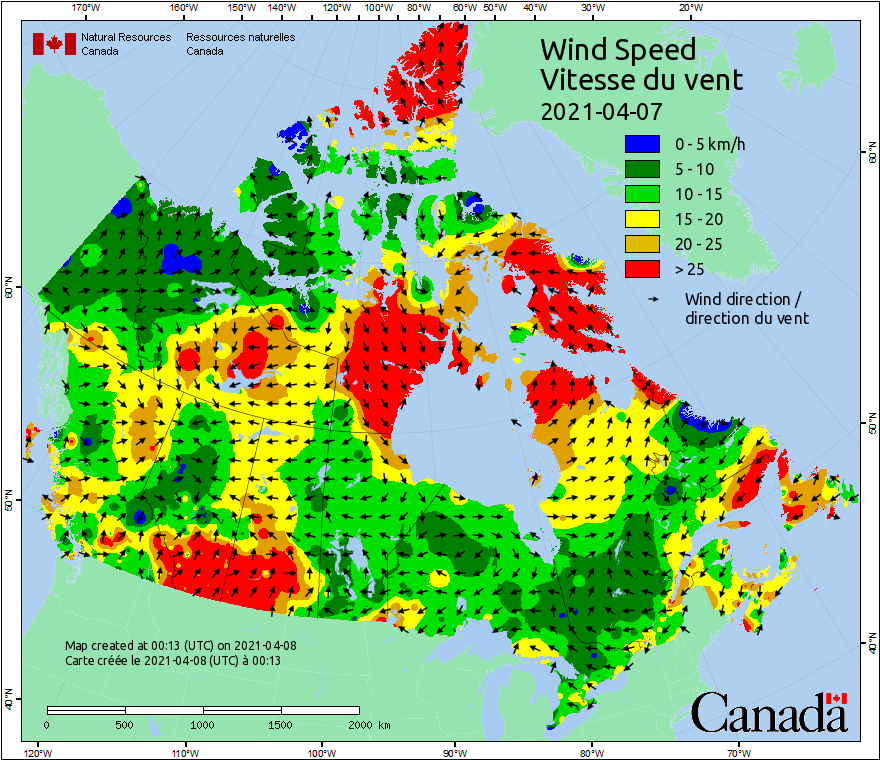 170°W 160°W 150°W 140°W 120°W 100°W 80°W 60°W 50°W 40°W 30°W 20°W
Natural Resources Ressources naturelles
Canada Canada
Wind Speed
Vitesse du vent
2021-04-07
0 - 5 km/h
5 - 10
10 - 15
15 - 20
20 - 25
> 25
Wind direction /
direction du vent
60°N 60°N
50°N 50°N
40°N 40°N
Map created at 00:13 (UTC) on 2021-04-08
Carte créée le 2021-04-08 (UTC) à 00:13
0 500 1000 1500 2000 km
Canada
120°W 110°W 100°W 90°W 80°W 70°W